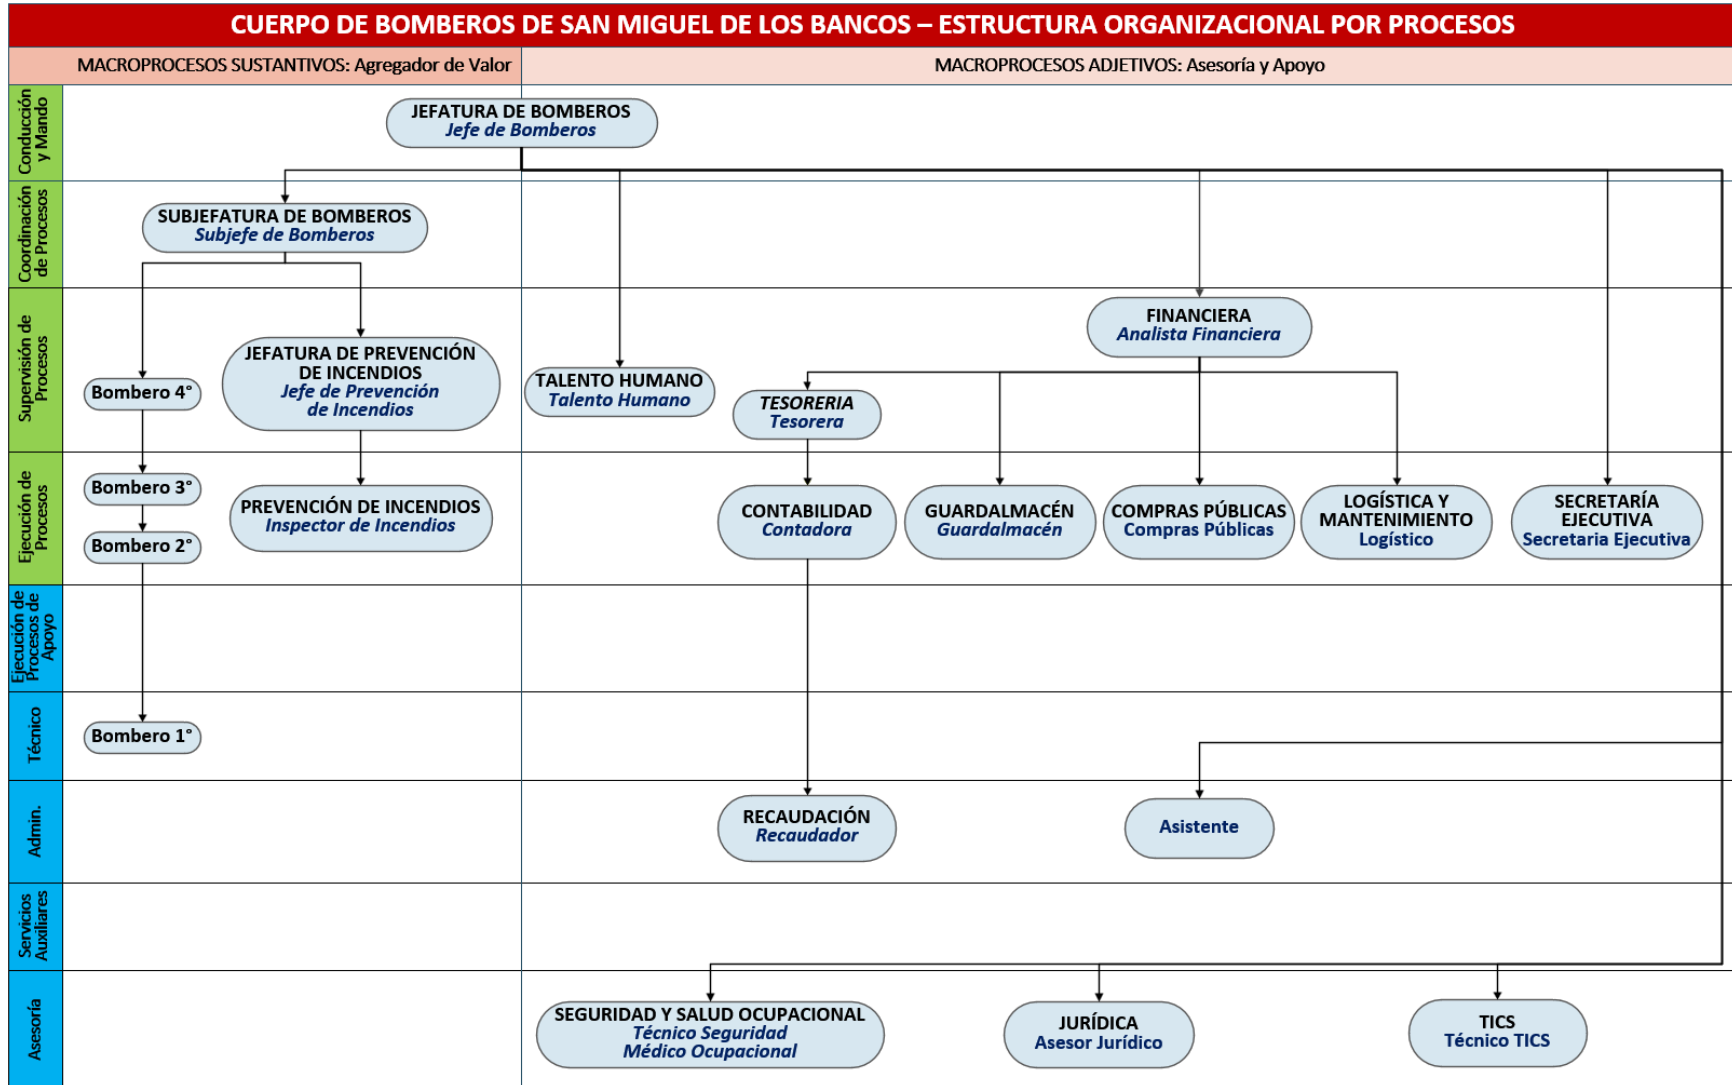 CUERPO DE BOMBEROS DE SAN MIGUEL DE LOS BANCOS – ESTRUCTURA ORGANIZACIONAL POR PROCESOS
MACROPROCESOS SUSTANTIVOS: Agregador de Valor
MACROPROCESOS ADJETIVOS: Asesoría y Apoyo
Conducción
y Mando
JEFATURA DE BOMBEROS
Jefe de Bomberos
Coordinación
de Procesos
SUBJEFATURA DE BOMBEROS
Subjefe de Bomberos
Supervisión de
Procesos
Bombero 4°
JEFATURA DE PREVENCIÓN
DE INCENDIOS
Jefe de Prevención
de Incendios
TALENTO HUMANO
Talento Humano
FINANCIERA
Analista Financiera
TESORERIA
Tesorera
Ejecución de
Procesos
Bombero 3°
Bombero 2°
PREVENCIÓN DE INCENDIOS
Inspector de Incendios
CONTABILIDAD
Contadora
GUARDALMACÉN
Guardalmacén
COMPRAS PÚBLICAS
Compras Públicas
LOGÍSTICA Y
MANTENIMIENTO
Logístico
SECRETARÍA
EJECUTIVA
Secretaria Ejecutiva
Ejecución de
Procesos de
Apoyo
Técnico
Bombero 1°
Admin.
RECAUDACIÓN
Recaudador
Asistente
Servicios
Auxiliares
Asesoría
SEGURIDAD Y SALUD OCUPACIONAL
Técnico Seguridad
Médico Ocupacional
JURÍDICA
Asesor Jurídico
TICS
Técnico TICS